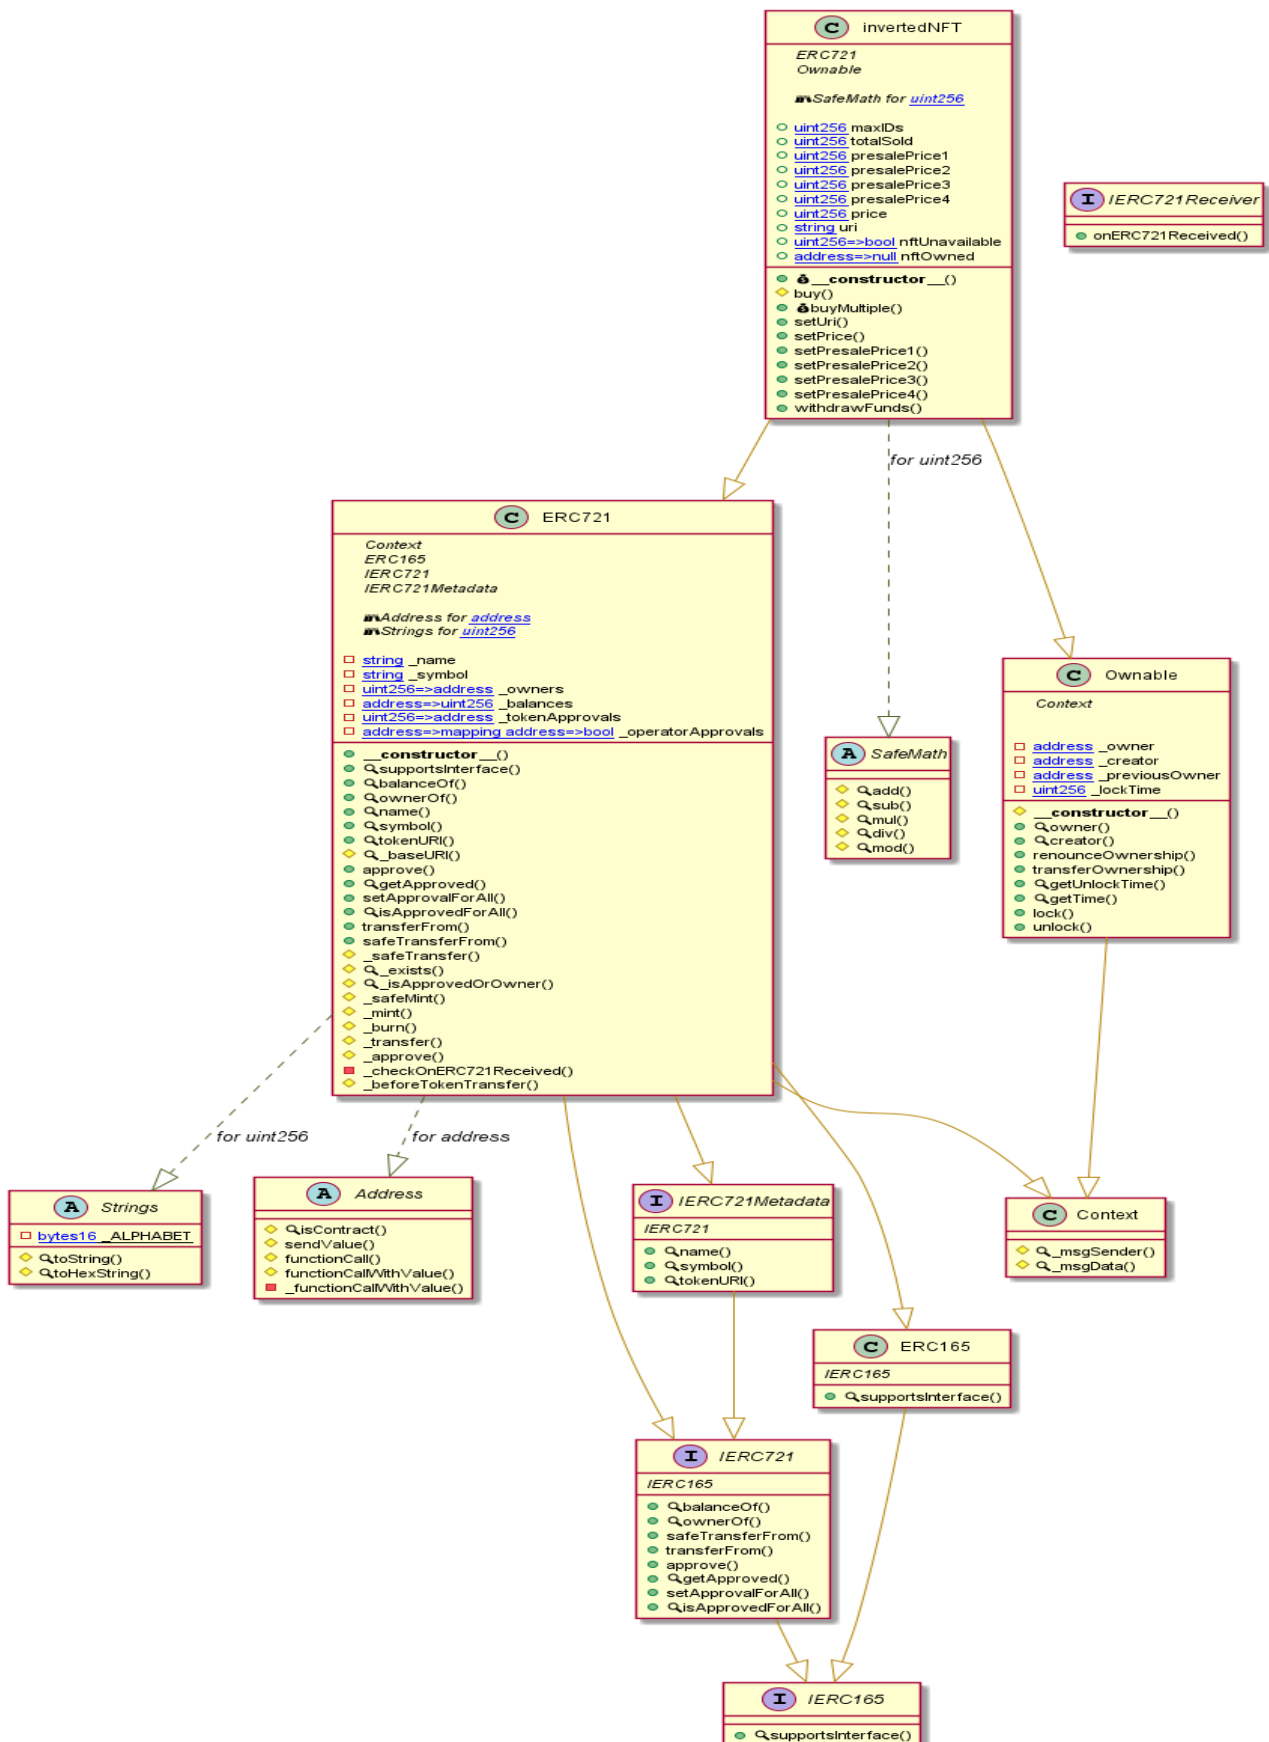 C invertedNFT
ERC721
Ownable
SafeMath for uint256
uint256 maxIDs
uint256 totalSold
uint256 presalePrice1
uint256 presalePrice2
uint256 presalePrice3
uint256 presalePrice4
uint256 price
string uri
uint256=>bool nftUnavailable
address=>null nftOwned
__constructor__()
buy()
buyMultiple()
setUri()
setPrice()
setPresalePrice1()
setPresalePrice2()
setPresalePrice3()
setPresalePrice4()
withdrawFunds()
I IERC721Receiver
onERC721Received()
for uint256
C ERC721
Context
ERC165
IERC721
IERC721Metadata
Address for address
Strings for uint256
string _name
string _symbol
uint256=>address _owners
address=>uint256 _balances
uint256=>address _tokenApprovals
address=>mapping address=>bool _operatorApprovals
__constructor__()
supportsInterface()
balanceOf()
ownerOf()
name()
symbol()
tokenURI()
_baseURI()
approve()
getApproved()
setApprovalForAll()
isApprovedForAll()
transferFrom()
safeTransferFrom()
_safeTransfer()
_exists()
_isApprovedOrOwner()
_safeMint()
_mint()
_burn()
_transfer()
_approve()
_checkOnERC721Received()
_beforeTokenTransfer()
A SafeMath
add()
sub()
mul()
div()
mod()
C Ownable
Context
address _owner
address _creator
address _previousOwner
uint256 _lockTime
__constructor__()
owner()
creator()
renounceOwnership()
transferOwnership()
getUnlockTime()
getTime()
lock()
unlock()
for uint256
for address
A Strings
bytes16 _ALPHABET
toString()
toHexString()
A Address
isContract()
sendValue()
functionCall()
functionCallWithValue()
_functionCallWithValue()
I IERC721Metadata
IERC721
name()
symbol()
tokenURI()
C Context
_msgSender()
_msgData()
C ERC165
IERC165
supportsInterface()
I IERC721
IERC165
balanceOf()
ownerOf()
safeTransferFrom()
transferFrom()
approve()
getApproved()
setApprovalForAll()
isApprovedForAll()
I IERC165
supportsInterface()